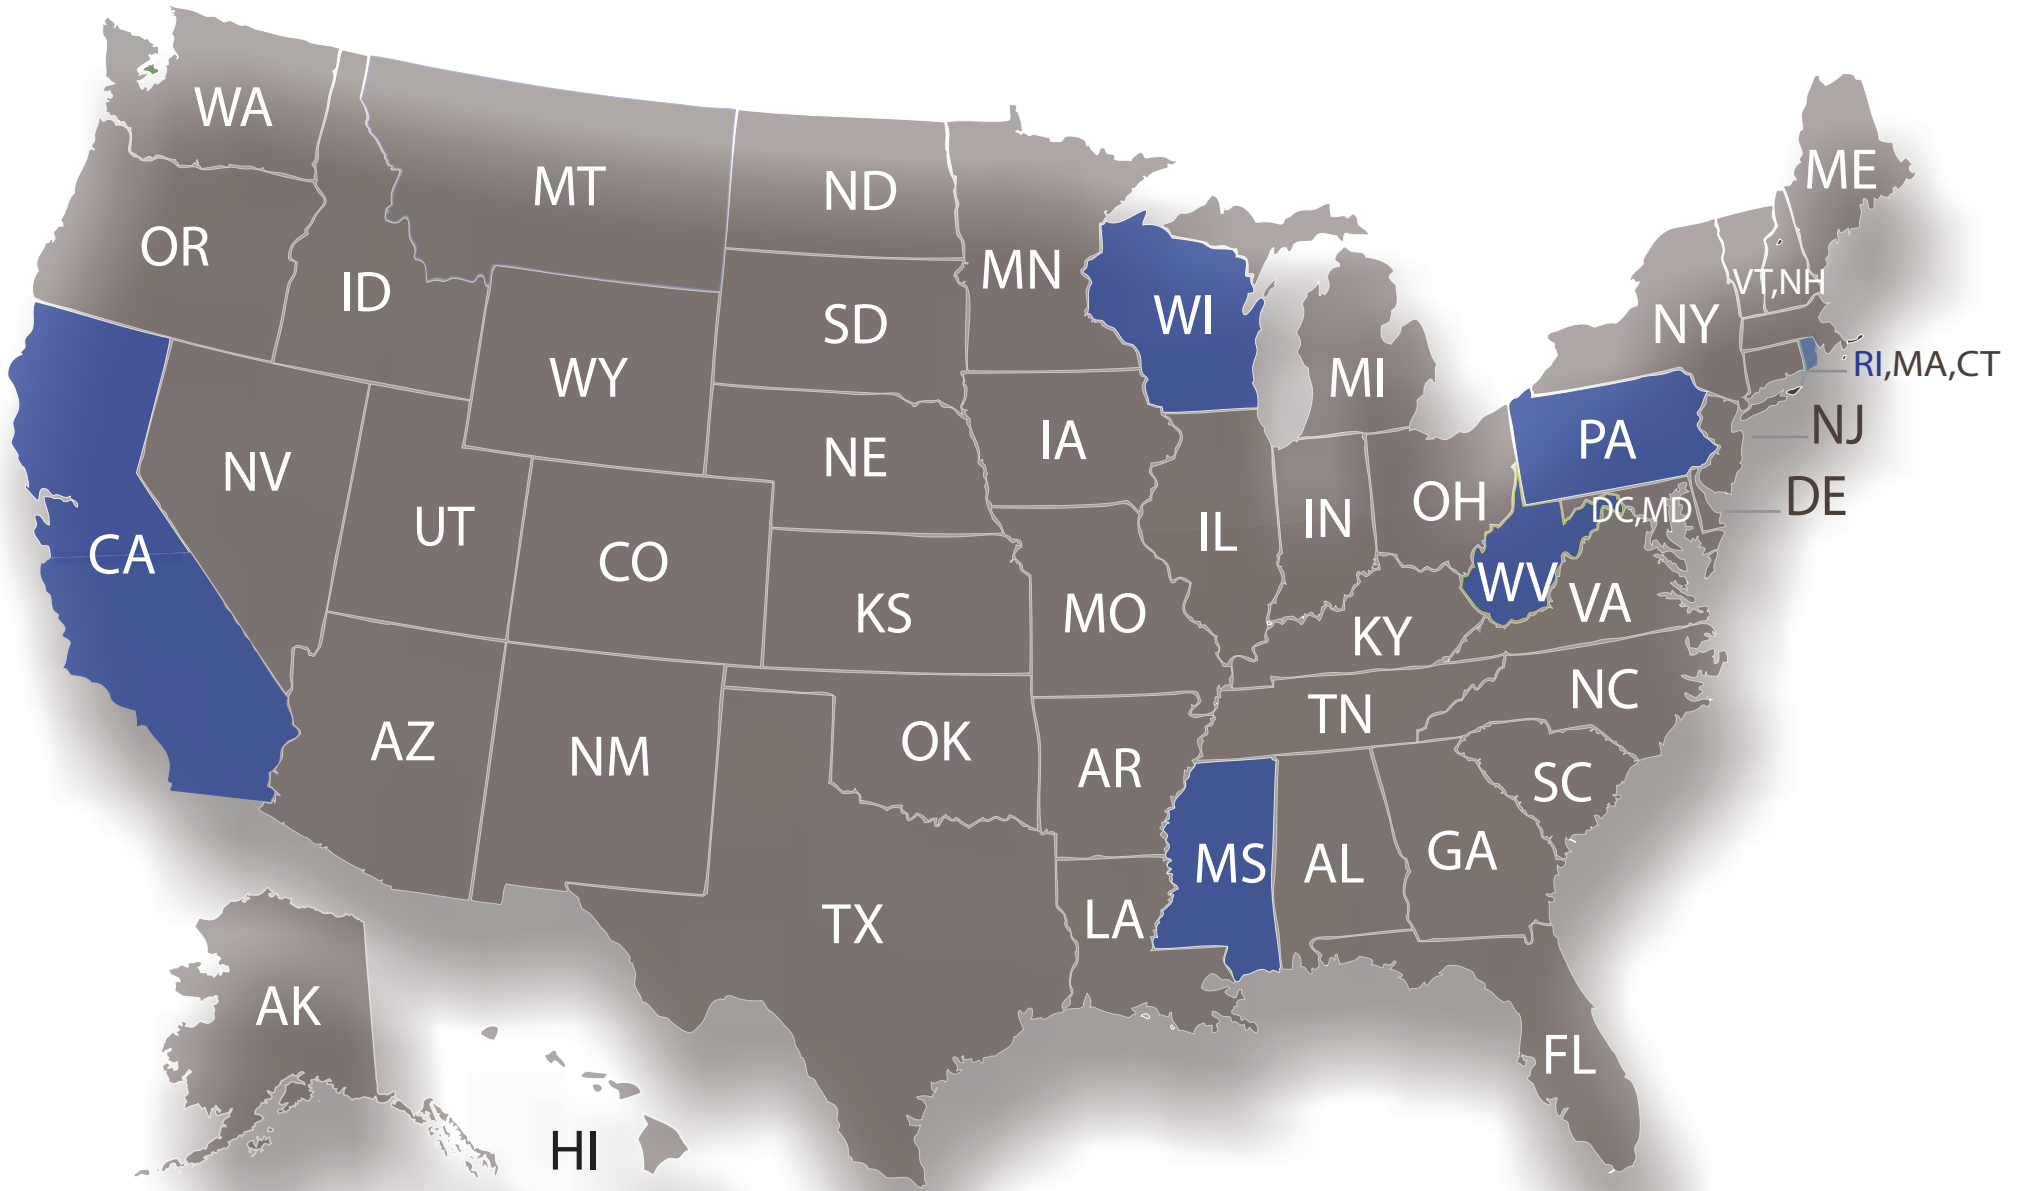 WA
MT
ND
ME
OR
ID
MN
VT,NH
SD
WI
NY
WY
MI
RI,MA,CT
NE
IA
PA
NJ
NV
UT
CO
IL
IN
OH
DC,MD
DE
CA
KS
MO
WV
VA
KY
NC
AZ
NM
OK
AR
TN
SC
MS
AL
GA
TX
LA
AK
FL
HI